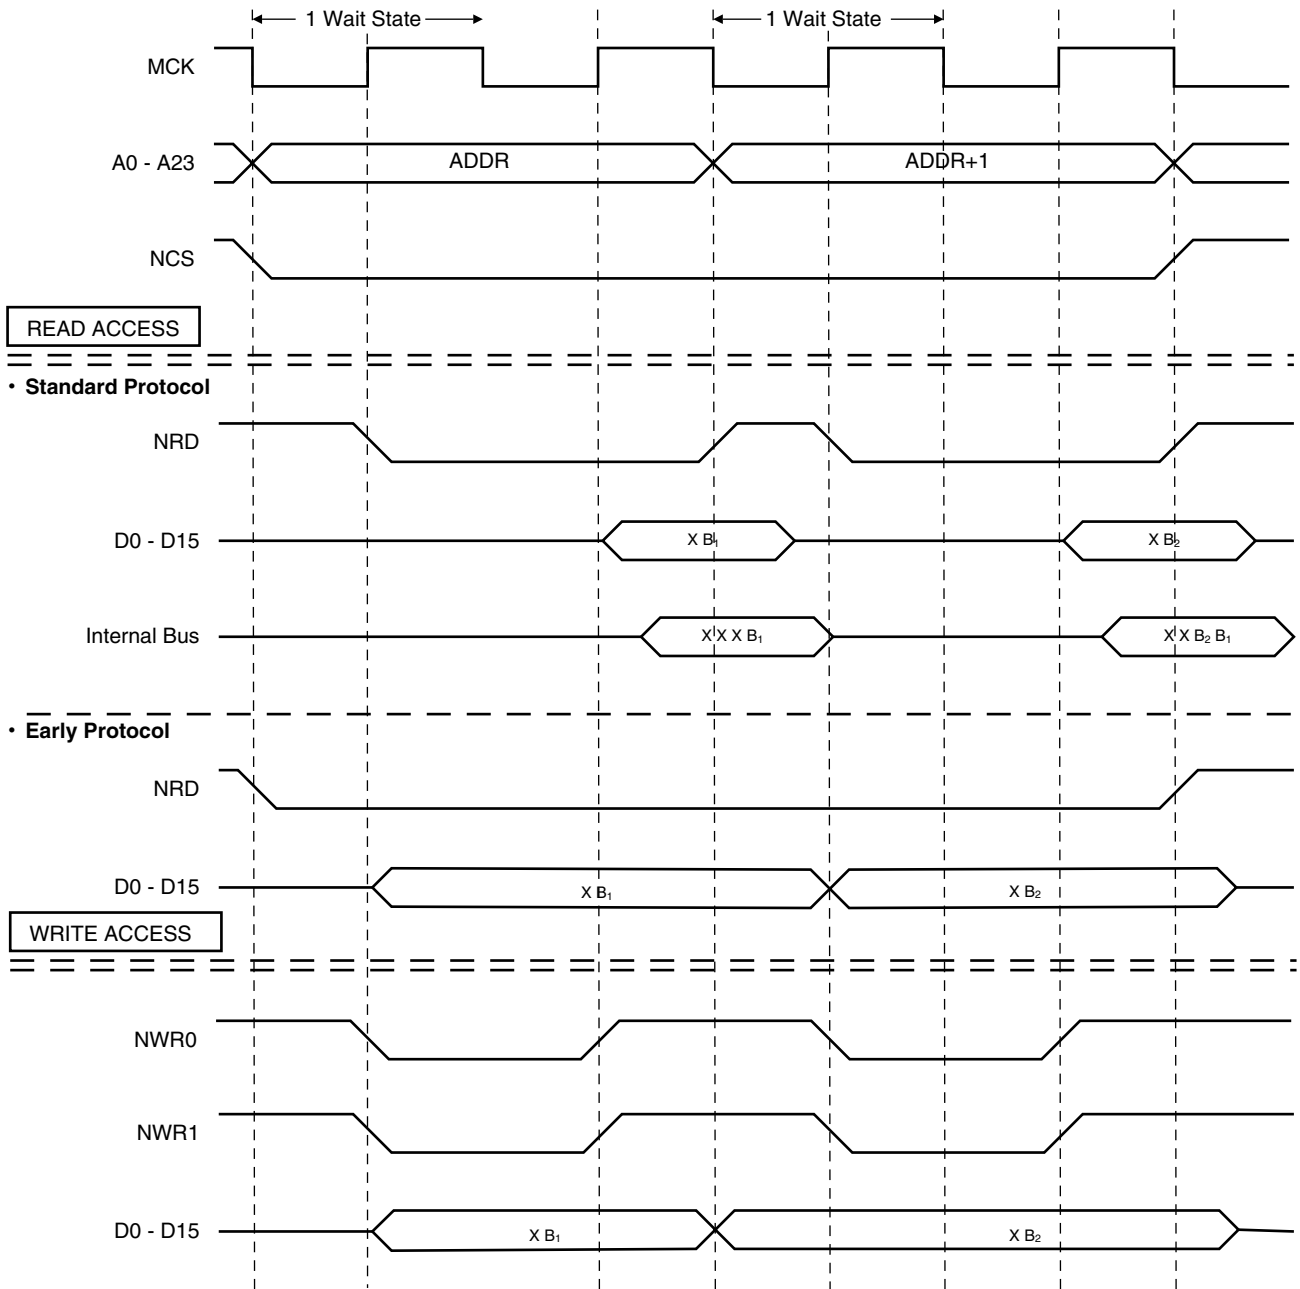 1 Wait State 1 Wait State
MCK
A0 - A23 ADDR ADDR+1
NCS
READ ACCESS
• Standard Protocol
NRD
D0 - D15 X B₁ X B₂
Internal Bus X X X B₁ X X B₂ B₁
• Early Protocol
NRD
D0 - D15 X B₁ X B₂
WRITE ACCESS
NWR0
NWR1
D0 - D15 X B₁ X B₂